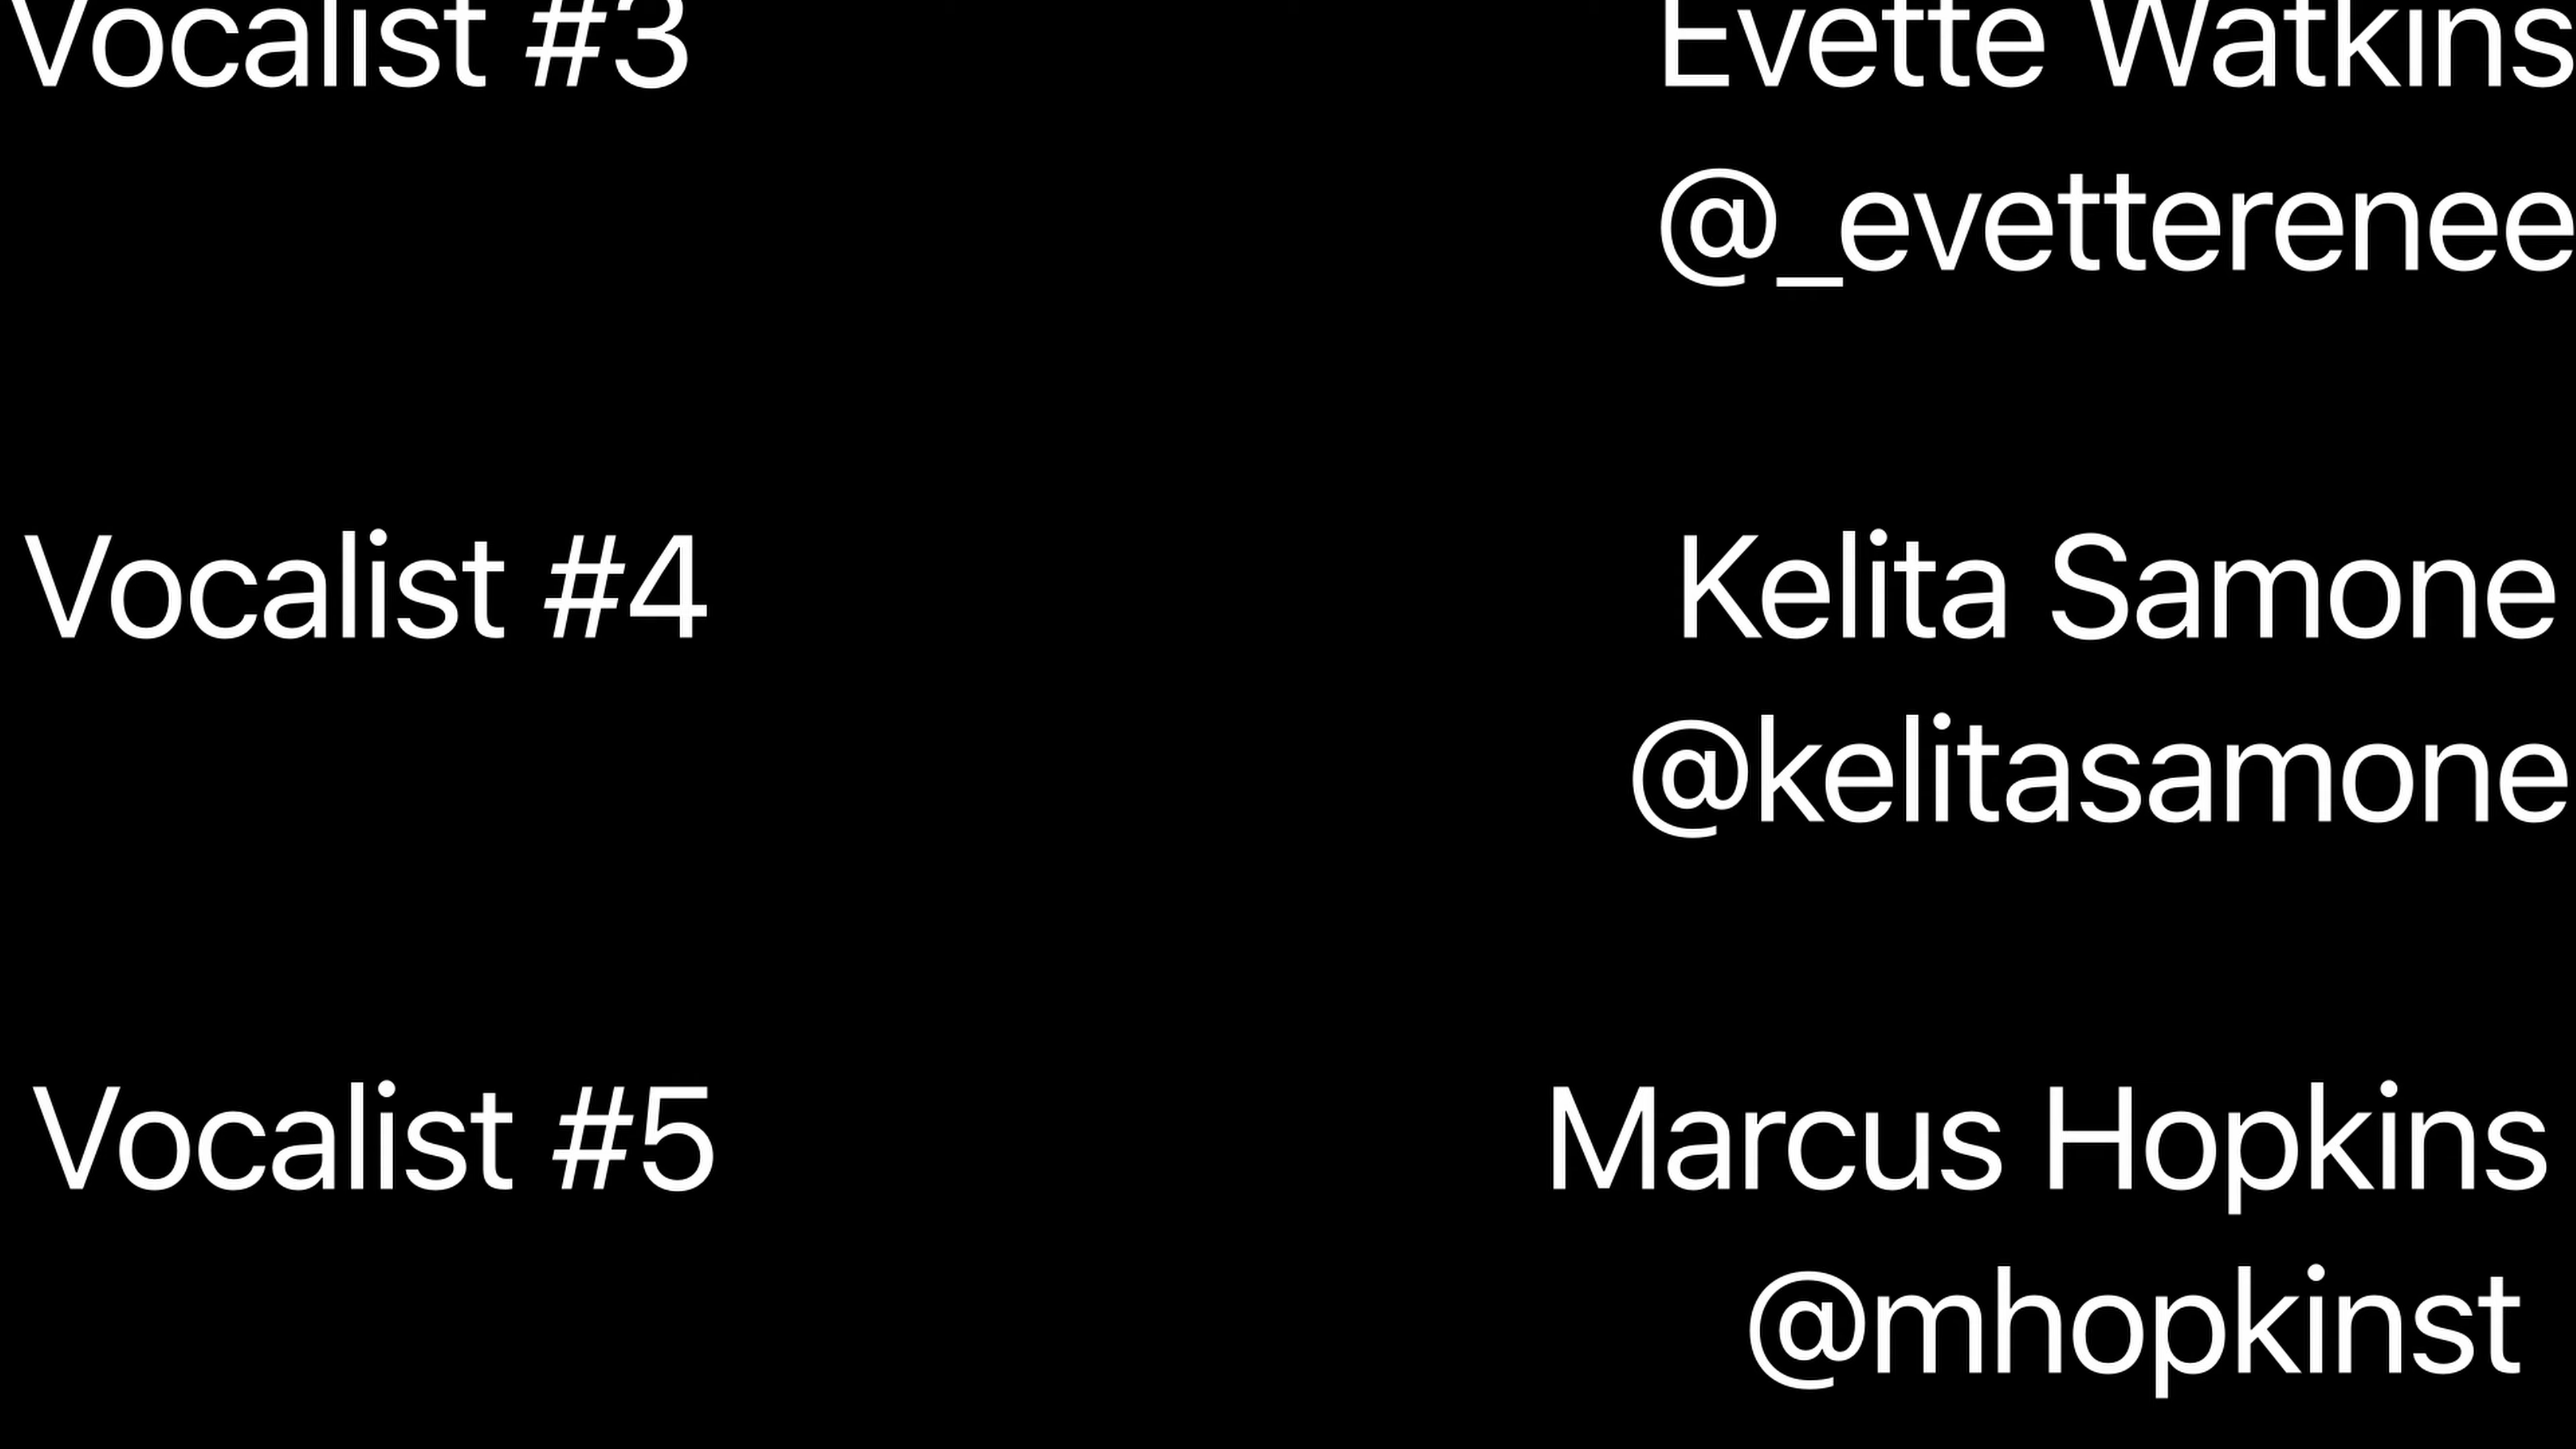 Vocalist #3 Evette Watkins
@_evetterenee
Vocalist #4 Kelita Samone
@kelitasamone
Vocalist #5 Marcus Hopkins
@mhopkinst